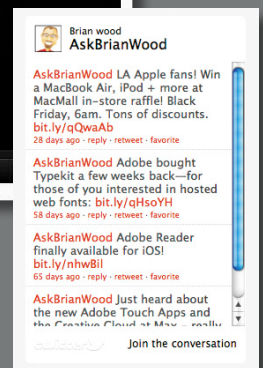 Brian wood
AskBrianWood
AskBrianWood LA Apple fans! Win
a MacBook Air, iPod + more at
MacMall in-store raffle! Black
Friday, 6am. Tons of discounts.
bit.ly/qQwaAb
28 days ago · reply · retweet · favorite
AskBrianWood Adobe bought
Typekit a few weeks back—for
those of you interested in hosted
web fonts: bit.ly/qHsoYH
58 days ago · reply · retweet · favorite
AskBrianWood Adobe Reader
finally available for iOS!
bit.ly/nhwBil
65 days ago · reply · retweet · favorite
AskBrianWood Just heard about
the new Adobe Touch Apps and
the Creative Cloud at Max - really
twitter
Join the conversation